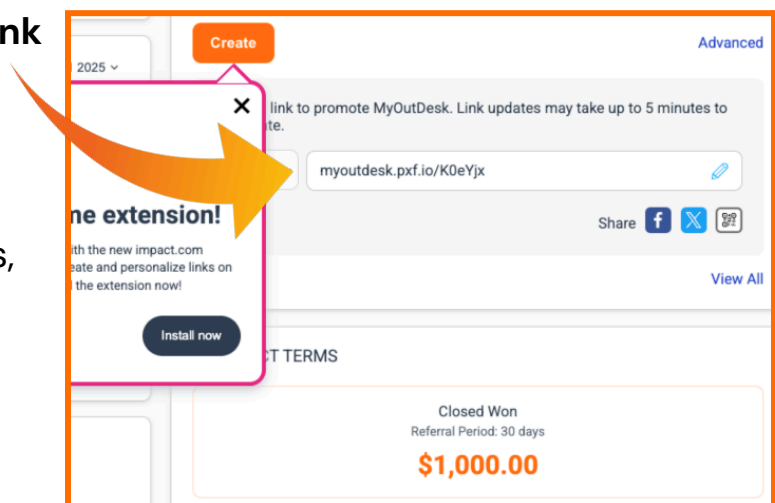 nk
2025
Create
Advanced
link to promote MyOutDesk. Link updates may take up to 5 minutes to
te.
myoutdesk.pxf.io/K0eYjx
me extension!
Share
s,
ith the new impact.com
eate and personalize links on
the extension now!
View All
Install now
CT TERMS
Closed Won
Referral Period: 30 days
$1,000.00